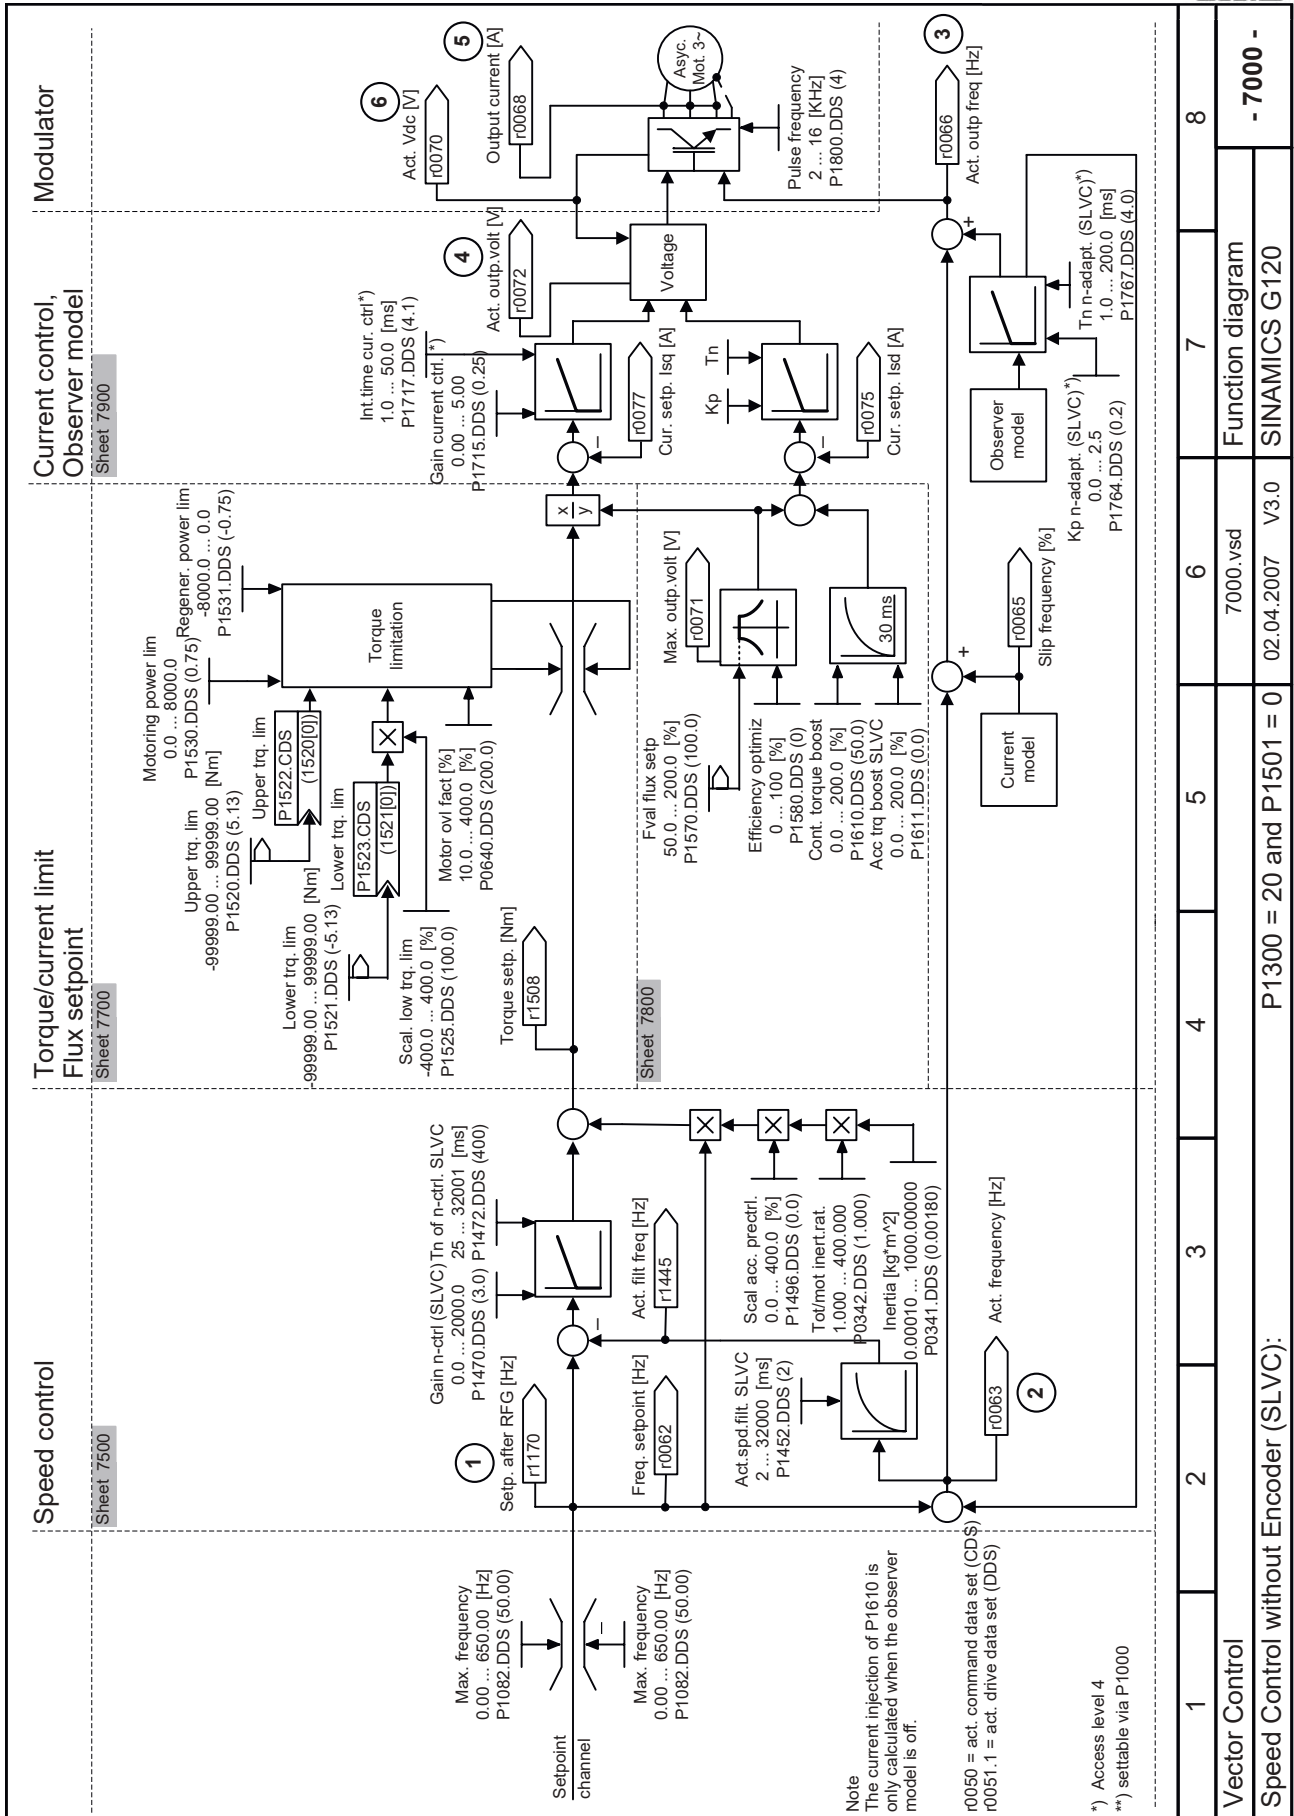 Speed control
Sheet 7500
Torque/current limit
Flux setpoint
Sheet 7700
Current control,
Observer model
Sheet 7900
Modulator
Setpoint
channel
Max. frequency
0.00 ... 650.00 [Hz]
P1082.DDS (50.00)
Max. frequency
0.00 ... 650.00 [Hz]
P1082.DDS (50.00)
–
1
Setp. after RFG [Hz]
r1170
Freq. setpoint [Hz]
r0062
Gain n-ctrl (SLVC)
0.0 ... 2000.0
P1470.DDS (3.0)
Tn of n-ctrl. SLVC
25 ... 32001 [ms]
P1472.DDS (400)
–
Act. filt freq [Hz]
r1445
Act.spd.filt. SLVC
2 ... 32000 [ms]
P1452.DDS (2)
Scal acc. prectrl.
0.0 ... 400.0 [%]
P1496.DDS (0.0)
Tot/mot inert.rat.
1.000 ... 400.000
P0342.DDS (1.000)
Inertia [kg*m^2]
0.00010 ... 1000.00000
P0341.DDS (0.00180)
X
X
X
Act. frequency [Hz]
r0063
2
Torque setp. [Nm]
r1508
Upper trq. lim
-99999.00 ... 99999.00 [Nm]
P1520.DDS (5.13)
Upper trq. lim
P1522.CDS
(1520[0])
Lower trq. lim
-99999.00 ... 99999.00 [Nm]
P1521.DDS (-5.13)
Lower trq. lim
P1523.CDS
(1521[0])
Scal. low trq. lim
-400.0 ... 400.0 [%]
P1525.DDS (100.0)
X
Motor ovl fact [%]
10.0 ... 400.0 [%]
P0640.DDS (200.0)
Motoring power lim
0.0 ... 8000.0
P1530.DDS (0.75)
Regener. power lim
-8000.0 ... 0.0
P1531.DDS (-0.75)
Torque
limitation
x
y
Sheet 7800
Fval flux setp
50.0 ... 200.0 [%]
P1570.DDS (100.0)
Efficiency optimiz
0 ... 100 [%]
P1580.DDS (0)
Cont. torque boost
0.0 ... 200.0 [%]
P1610.DDS (50.0)
Acc trq boost SLVC
0.0 ... 200.0 [%]
P1611.DDS (0.0)
Max. outp.volt [V]
r0071
30 ms
Current
model
r0065
Slip frequency [%]
+
Int.time cur. ctrl*)
1.0 ... 50.0 [ms]
P1717.DDS (4.1)
Gain current ctrl. *)
0.00 ... 5.00
P1715.DDS (0.25)
–
r0077
Cur. setp. Isq [A]
Kp
Tn
–
r0075
Cur. setp. Isd [A]
4
Act. outp.volt [V]
r0072
Voltage
6
Act. Vdc [V]
r0070
5
Output current [A]
r0068
Asyc.
Mot. 3~
Pulse frequency
2 ... 16 [KHz]
P1800.DDS (4)
3
r0066
Act. outp freq [Hz]
+
Observer
model
Kp n-adapt. (SLVC)*)
0.0 ... 2.5
P1764.DDS (0.2)
Tn n-adapt. (SLVC)*)
1.0 ... 200.0 [ms]
P1767.DDS (4.0)
Note
The current injection of P1610 is
only calculated when the observer
model is off.
r0050 = act. command data set (CDS)
r0051.1 = act. drive data set (DDS)
*) Access level 4
**) settable via P1000
1 2 3 4 5 6 7 8
Vector Control
7000.vsd
Function diagram
- 7000 -
Speed Control without Encoder (SLVC):
P1300 = 20 and P1501 = 0
02.04.2007 V3.0
SINAMICS G120